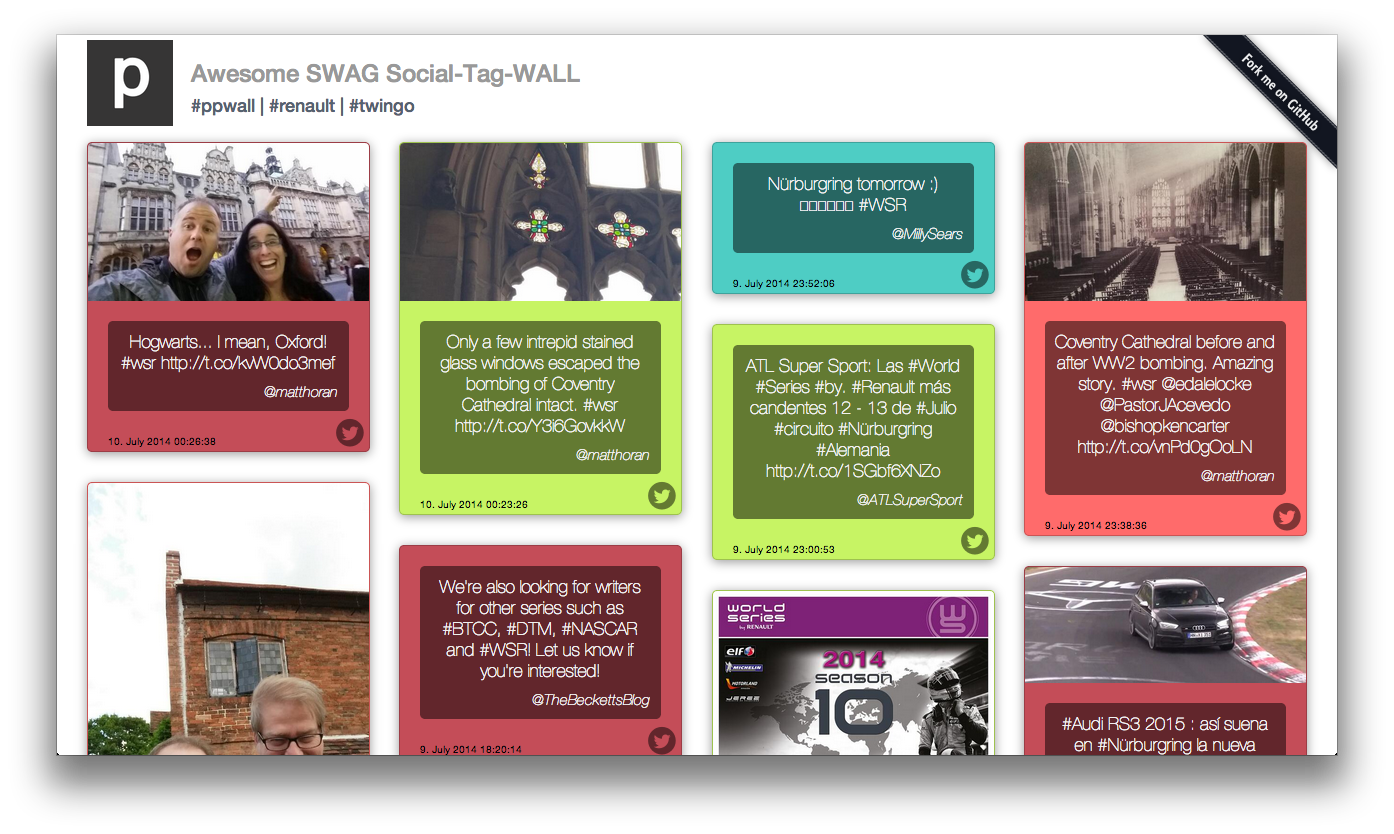 p
Awesome SWAG Social-Tag-WALL
#ppwall | #renault | #twingo
Fork me on GitHub
Hogwarts... I mean, Oxford!
#wsr http://t.co/kvW0do3mef
@matthoran
10. July 2014 00:26:38
Only a few intrepid stained
glass windows escaped the
bombing of Coventry
Cathedral intact. #wsr
http://t.co/Y3i6GovkkW
@matthoran
10. July 2014 00:23:26
We're also looking for writers
for other series such as
#BTCC, #DTM, #NASCAR
and #WSR! Let us know if
you're interested!
@TheBeckettsBlog
9. July 2014 18:20:14
Nürburgring tomorrow :)
□□□□□□ #WSR
@MillySears
9. July 2014 23:52:06
ATL Super Sport: Las #World
#Series #by. #Renault más
candentes 12 - 13 de #Julio
#circuito #Nürburgring
#Alemania
http://t.co/1SGbf6XNZo
@ATLSuperSport
9. July 2014 23:00:53
world
series
by RENAULT
elf
MICHELIN
MOTORLAND
JEREE
2014
season
10
Coventry Cathedral before and
after WW2 bombing. Amazing
story. #wsr @edalelocke
@PastorJAcevedo
@bishopkencarter
http://t.co/vnPd0gOoLN
@matthoran
9. July 2014 23:38:36
#Audi RS3 2015 : así suena
en #Nürburgring la nueva